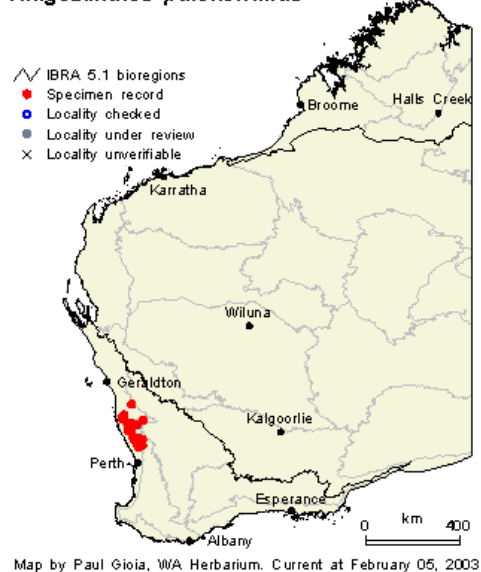 IBRA 5.1 bioregions
Specimen record
Locality checked
Locality under review
Locality unverifiable
Broome
Halls Creek
Karratha
Wiluna
Geraldton
Kalgoorlie
Perth
Esperance
Albany
km
0 400
Map by Paul Gioia, WA Herbarium. Current at February 05, 2003